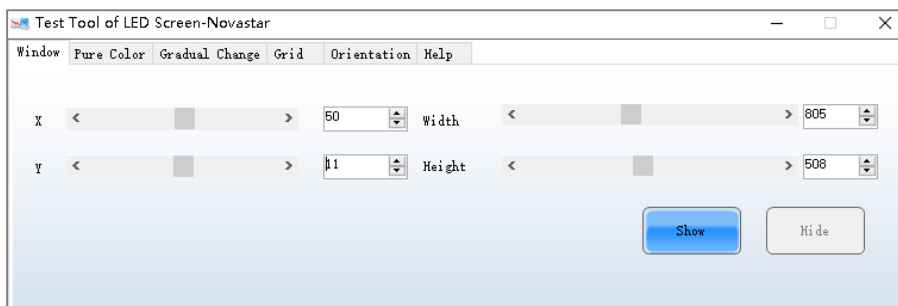 Test Tool of LED Screen-Novastar
Window Pure Color Gradual Change Grid Orientation Help
X 50 Width 805
Y 11 Height 508
Show Hide